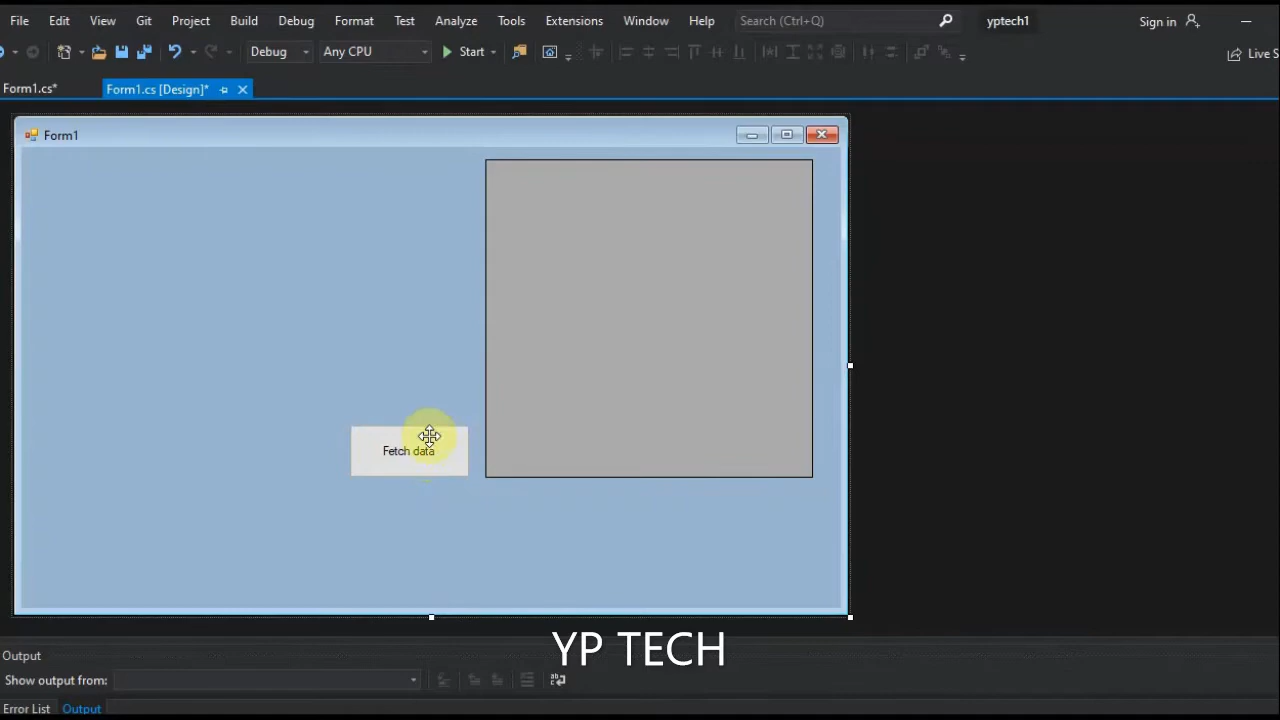 File Edit View Git Project Build Debug Format Test Analyze Tools Extensions Window Help Search (Ctrl+Q) yptech1 Sign in
Debug Any CPU Start Live S
Form1.cs* Form1.cs [Design]*
Form1
Fetch data
YP TECH
Output
Show output from:
Error List Output